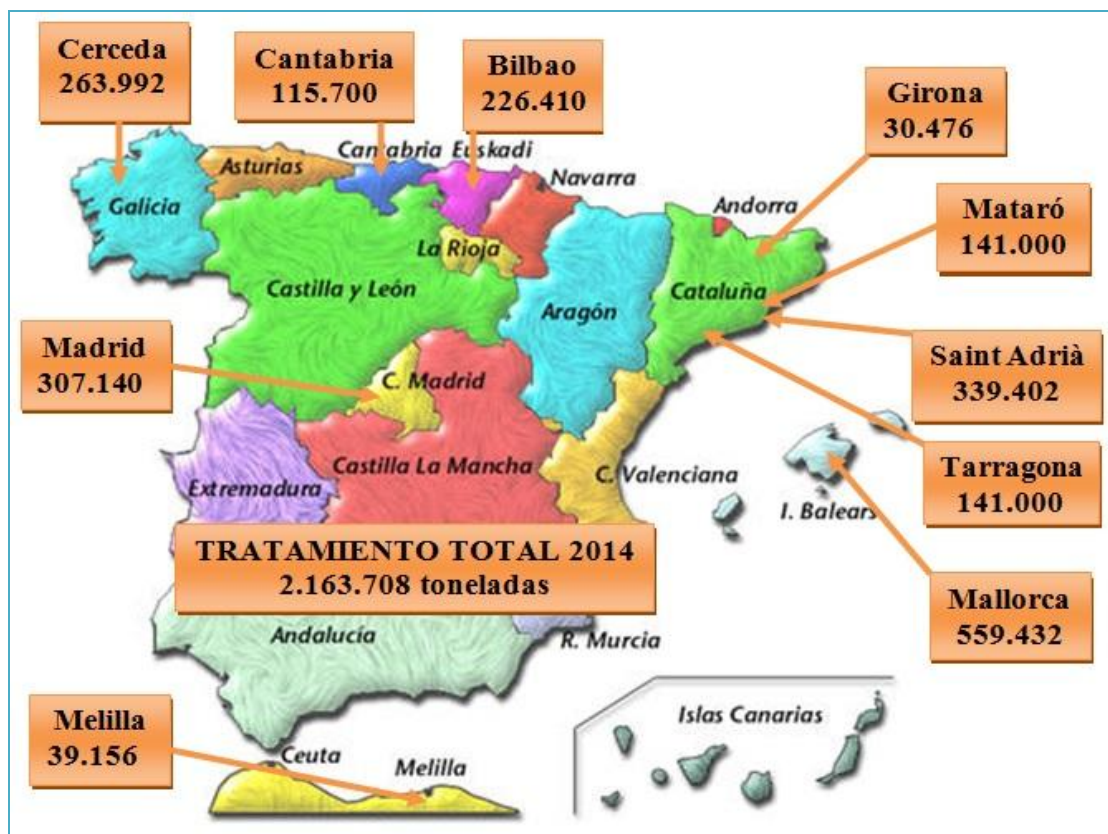 Cerceda
263.992
Cantabria
115.700
Bilbao
226.410
Girona
30.476
Cantabria
Euskadi
Asturias
Navarra
Galicia
Andorra
Mataró
141.000
La Rioja
Castilla y León
Cataluña
Aragón
Madrid
307.140
C. Madrid
Saint Adrià
339.402
Castilla La Mancha
C. Valenciana
Extremadura
Tarragona
141.000
I. Balears
TRATAMIENTO TOTAL 2014
2.163.708 toneladas
Mallorca
559.432
Andalucía
R. Murcia
Melilla
39.156
Islas Canarias
Ceuta
Melilla